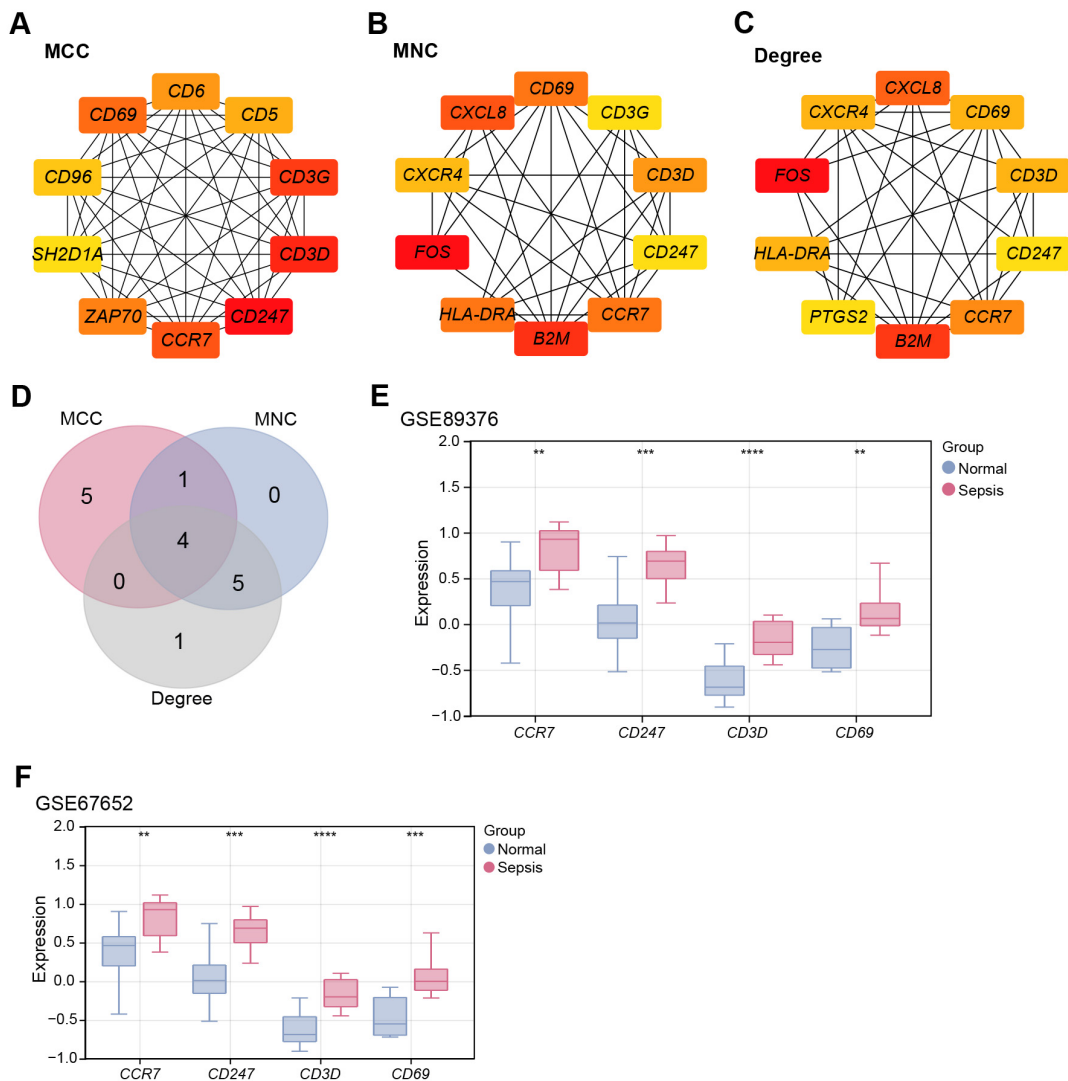 A
MCC
CD6
CD69
CD5
CD96
CD3G
SH2D1A
CD3D
ZAP70
CD247
CCR7
B
MNC
CD69
CXCL8
CD3G
CXCR4
CD3D
FOS
CD247
HLA-DRA
CCR7
B2M
C
Degree
CXCL8
CXCR4
CD69
FOS
CD3D
HLA-DRA
CD247
PTGS2
CCR7
B2M
D
MCC
MNC
5
1
0
4
0
5
1
Degree
E
GSE89376
Expression
2.0
1.5
1.0
0.5
0.0
−0.5
−1.0
**
***
****
**
CCR7
CD247
CD3D
CD69
Group
Normal
Sepsis
F
GSE67652
Expression
2.0
1.5
1.0
0.5
0.0
−0.5
−1.0
**
***
****
***
CCR7
CD247
CD3D
CD69
Group
Normal
Sepsis